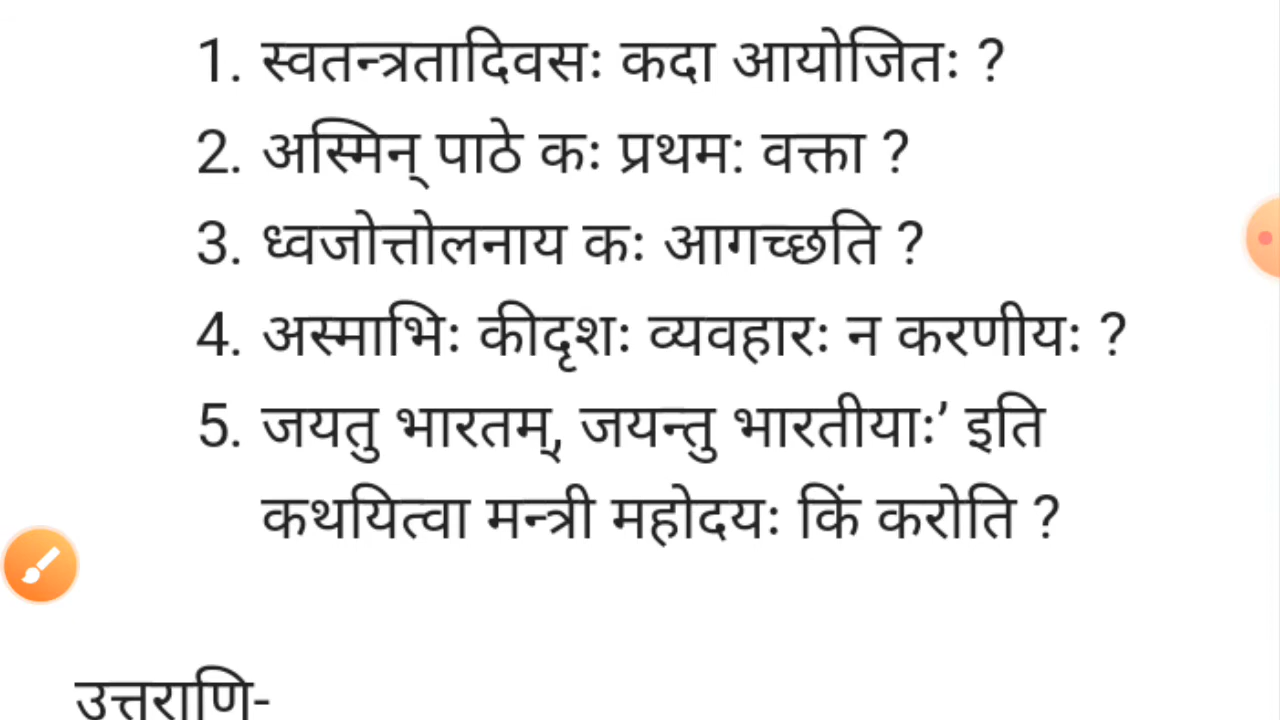 1. स्वतन्त्रतादिवसः कदा आयोजितः ?
2. अस्मिन् पाठे कः प्रथम: वक्ता ?
3. ध्वजोत्तोलनाय कः आगच्छति ?
4. अस्माभिः कीदृशः व्यवहारः न करणीयः ?
5. जयतु भारतम्, जयन्तु भारतीयाः’ इति
कथयित्वा मन्त्री महोदयः किं करोति ?
उत्तराणि-